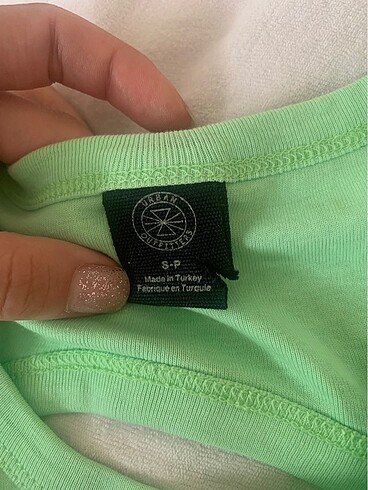 URBAN
OUTFITTERS
S-P
Made in Turkey
Fabriqué en Turquie